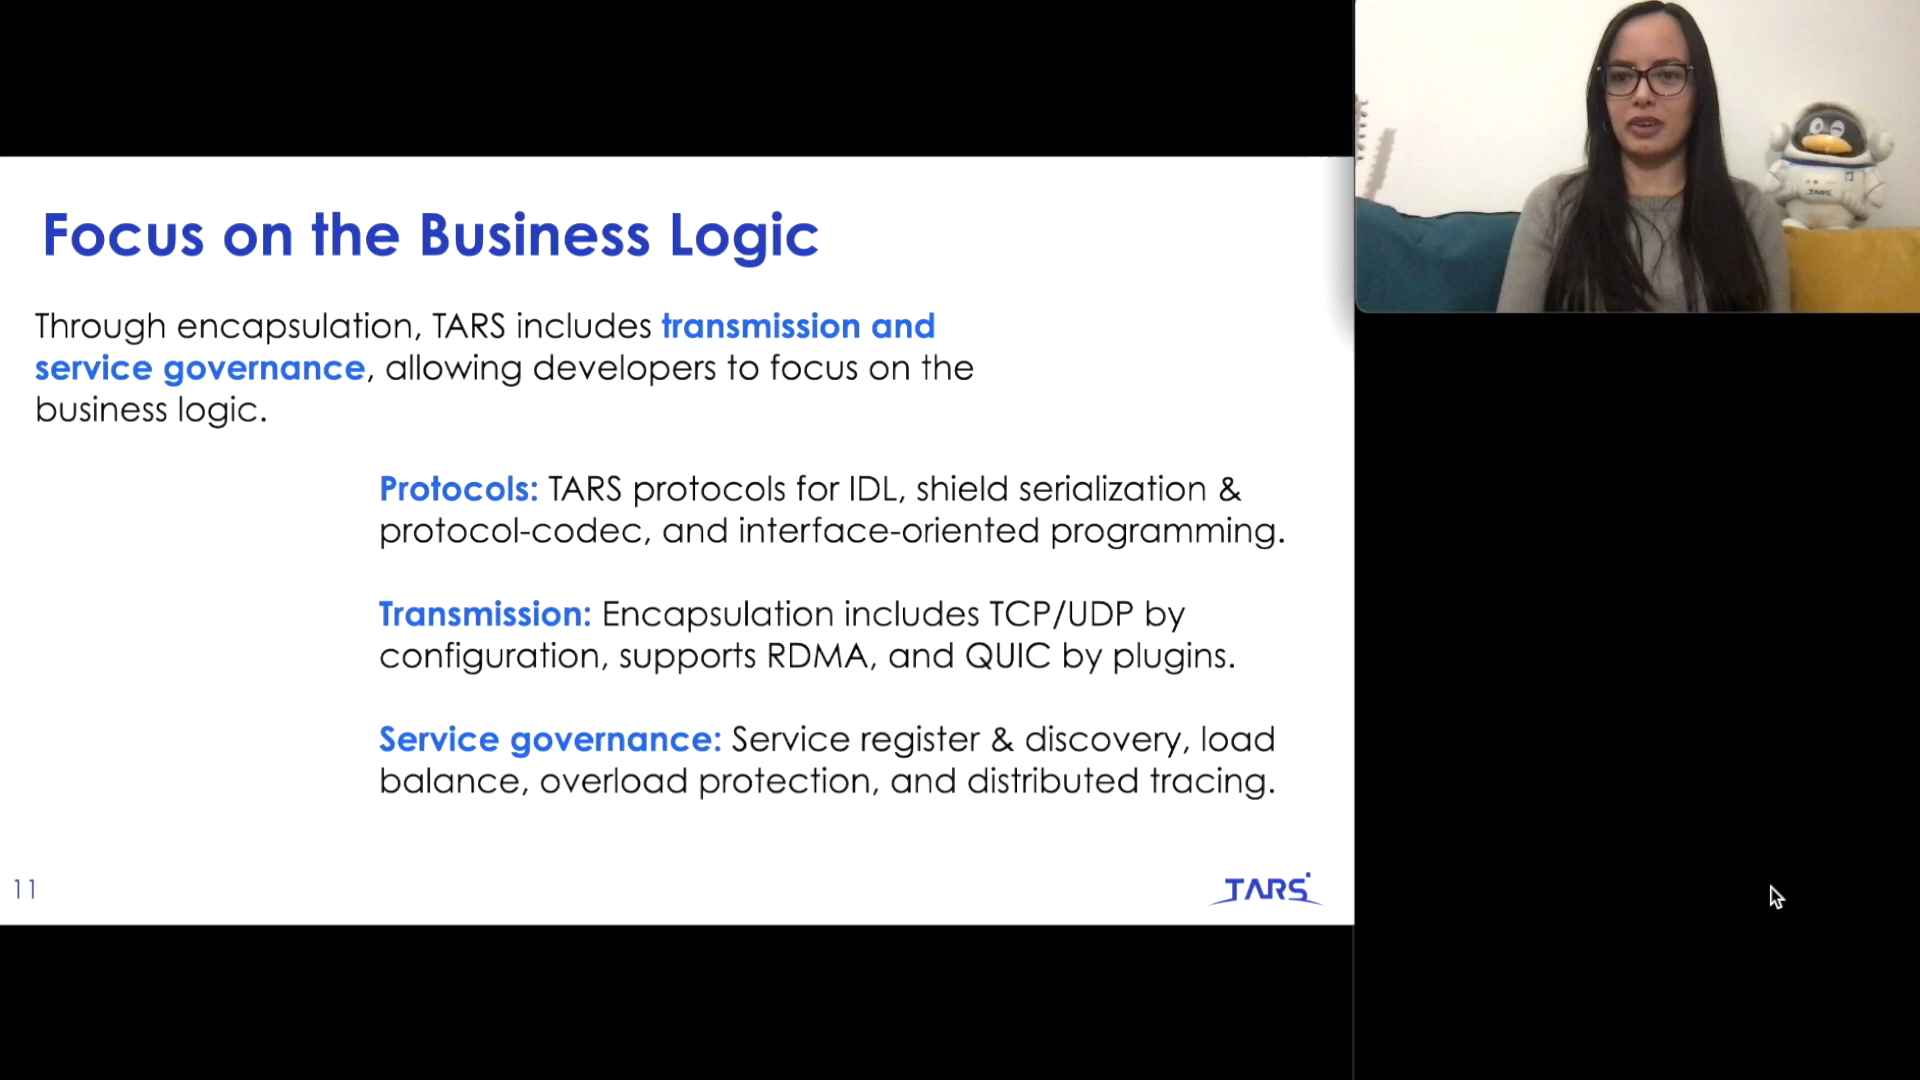 Focus on the Business Logic
Through encapsulation, TARS includes transmission and
service governance, allowing developers to focus on the
business logic.
Protocols: TARS protocols for IDL, shield serialization &
protocol-codec, and interface-oriented programming.
Transmission: Encapsulation includes TCP/UDP by
configuration, supports RDMA, and QUIC by plugins.
Service governance: Service register & discovery, load
balance, overload protection, and distributed tracing.
11
TARS
TARS